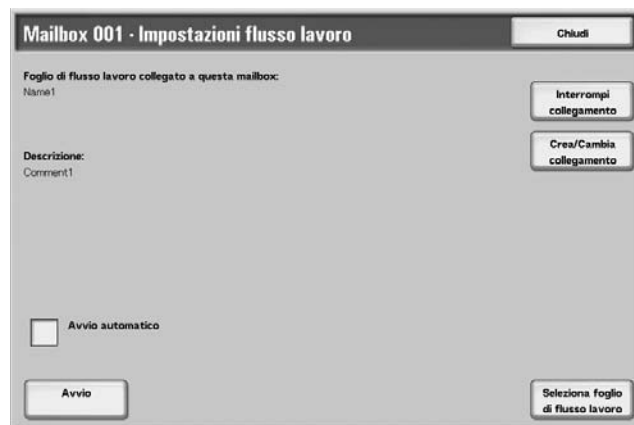 Mailbox 001 - Impostazioni flusso lavoro
Chiudi
Foglio di flusso lavoro collegato a questa mailbox:
Name1
Interrompi
collegamento
Crea/Cambia
collegamento
Descrizione:
Comment1
Avvio automatico
Avvio
Seleziona foglio
di flusso lavoro